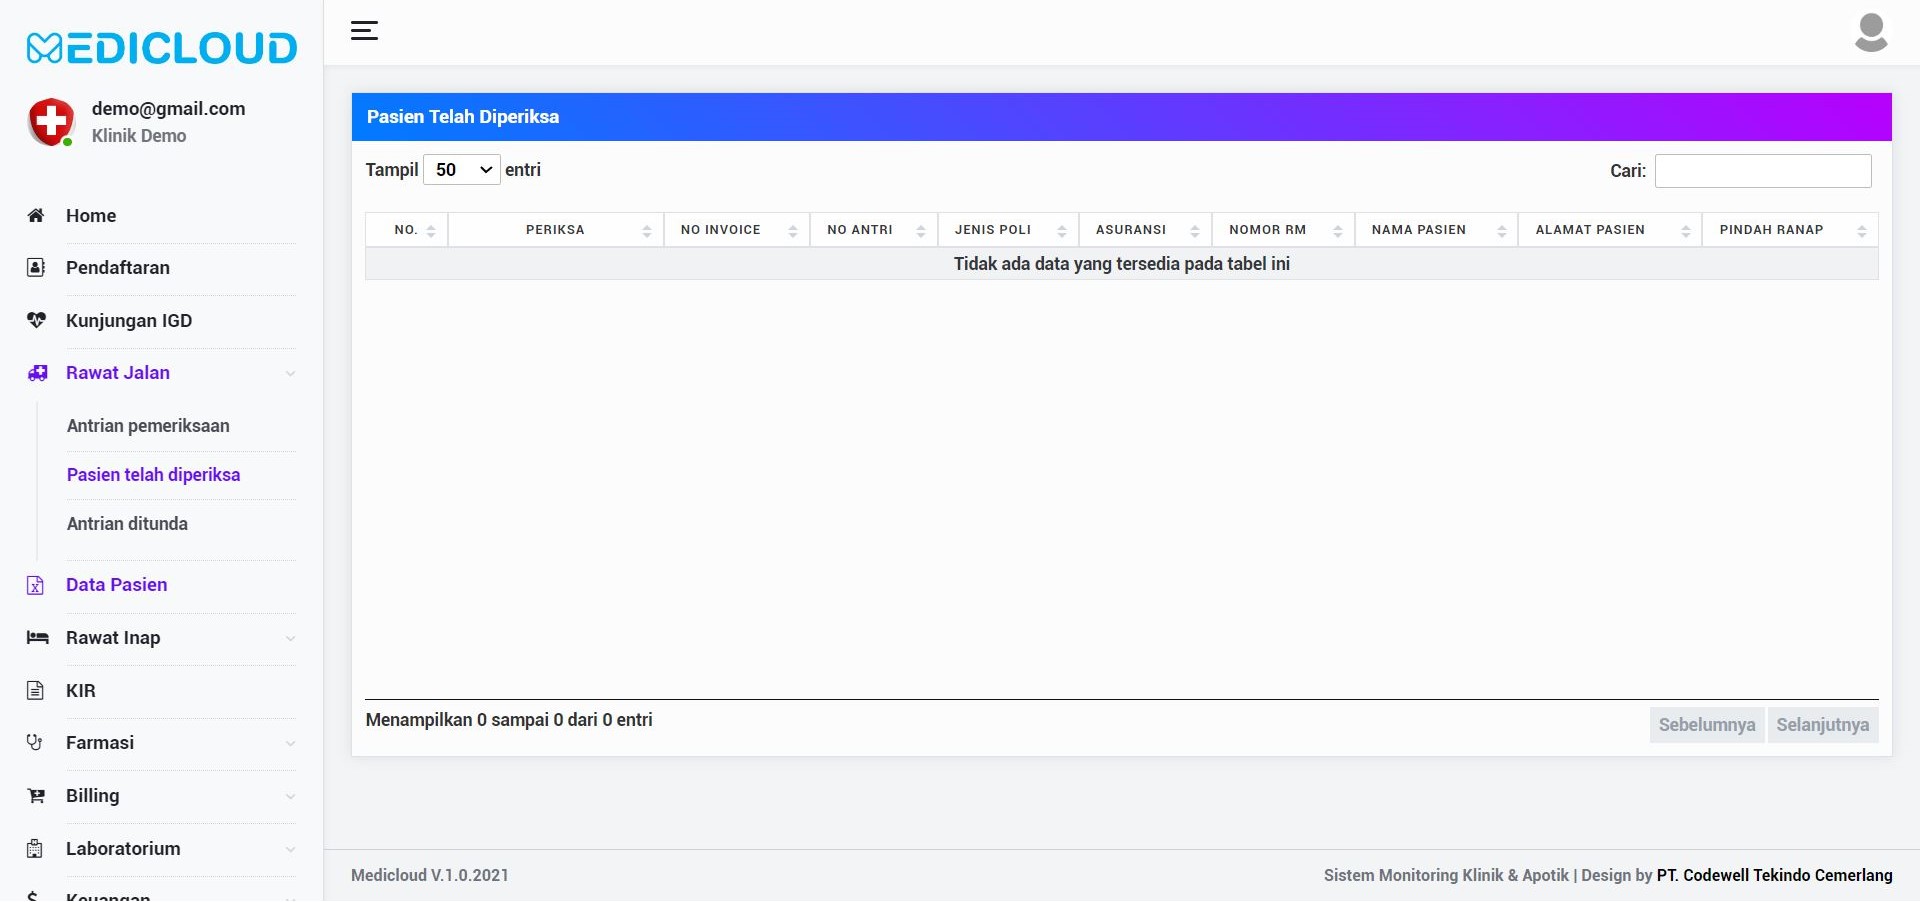 MEDICLOUD
demo@gmail.com
Klinik Demo
Home
Pendaftaran
Kunjungan IGD
Rawat Jalan
Antrian pemeriksaan
Pasien telah diperiksa
Antrian ditunda
Data Pasien
Rawat Inap
KIR
Farmasi
Billing
Laboratorium
Keuangan
Pasien Telah Diperiksa
Tampil 50 entri
Cari:
NO. PERIKSA NO INVOICE NO ANTRI JENIS POLI ASURANSI NOMOR RM NAMA PASIEN ALAMAT PASIEN PINDAH RANAP
Tidak ada data yang tersedia pada tabel ini
Menampilkan 0 sampai 0 dari 0 entri
Sebelumnya Selanjutnya
Medicloud V.1.0.2021
Sistem Monitoring Klinik & Apotik | Design by PT. Codewell Tekindo Cemerlang